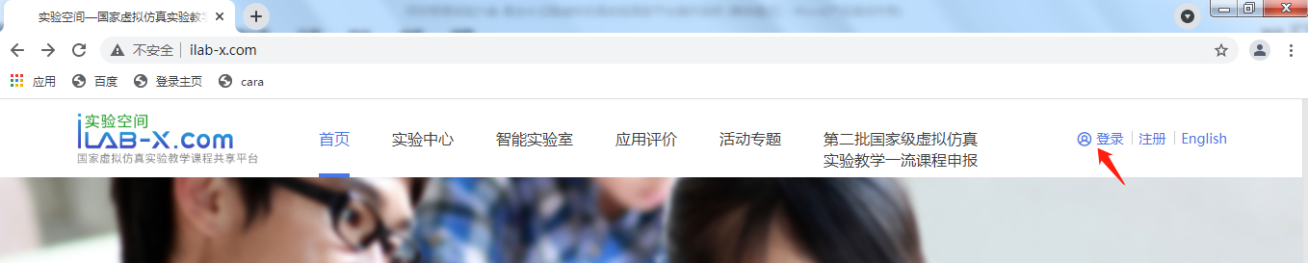 实验空间—国家虚拟仿真实验教学
不安全 ilab-x.com
应用 百度 登录主页 cara
实验空间
iLAB-X.com
国家虚拟仿真实验教学课程共享平台
首页 实验中心 智能实验室 应用评价 活动专题 第二批国家级虚拟仿真
实验教学一流课程申报
登录 注册 English